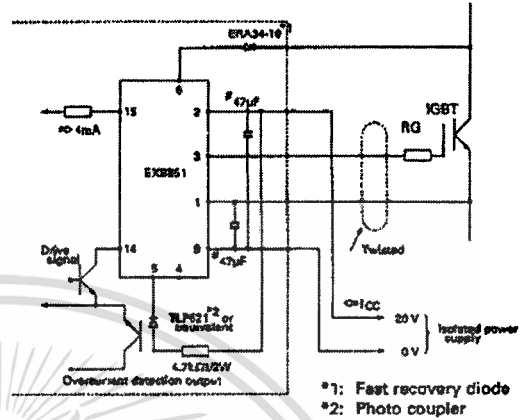 ERA34-10 *1
6
15
2
# 47µF
IGBT
RG
4mA
3
EXB851
1
14
9
# 47µF
Twisted
Drive
signal
5 4
ICC
TLP521 *2 or
equivalent
20 V
Isolated power
supply
0 V
4.7kΩ1/2W
Overcurrent detection output
*1: Fast recovery diode
*2: Photo coupler